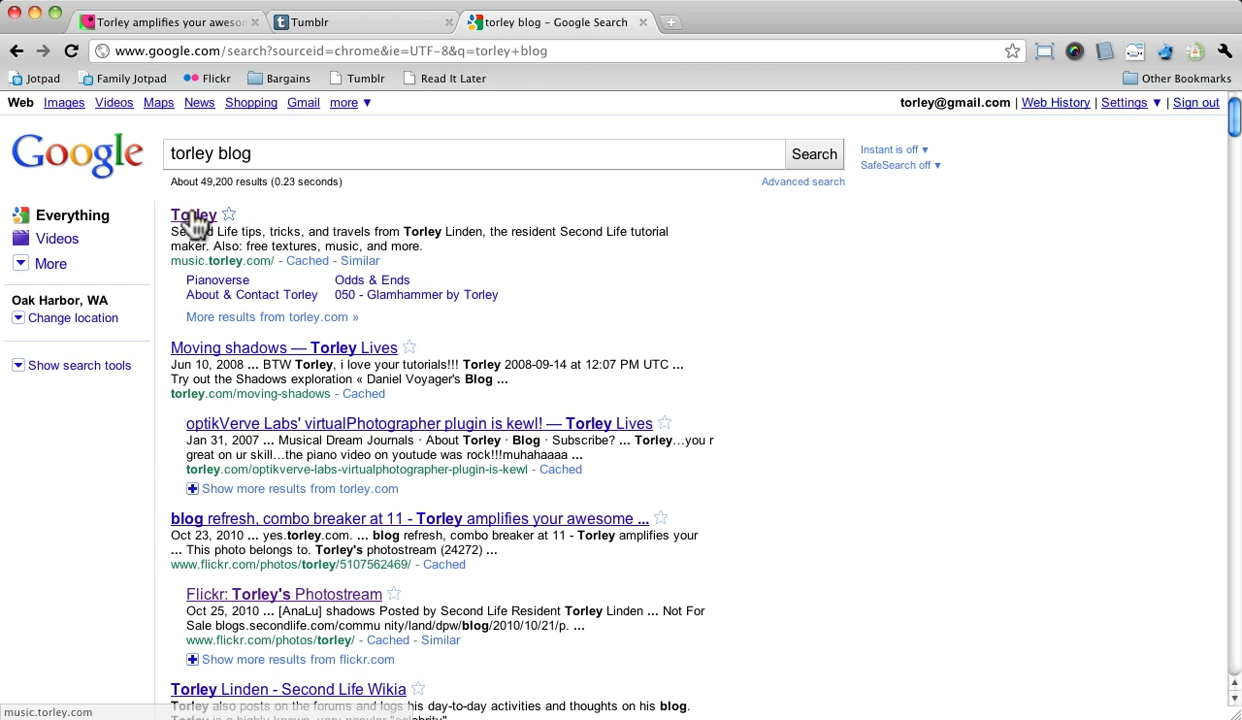 Torley amplifies your aweso
Tumblr
torley blog – Google Search
www.google.com/search?sourceid=chrome&ie=UTF-8&q=torley+blog
Jotpad
Family Jotpad
Flickr
Bargains
Tumblr
Read It Later
Other Bookmarks
Web Images Videos Maps News Shopping Gmail more ▼
torley@gmail.com | Web History | Settings ▼ | Sign out
Google
torley blog
Search
Instant is off ▼
SafeSearch off ▼
About 49,200 results (0.23 seconds)
Advanced search
Everything
Videos
More
Oak Harbor, WA
Change location
Show search tools
Torley
Second Life tips, tricks, and travels from Torley Linden, the resident Second Life tutorial
maker. Also: free textures, music, and more.
music.torley.com/ - Cached - Similar
Pianoverse
Odds & Ends
About & Contact Torley
050 - Glamhammer by Torley
More results from torley.com »
Moving shadows — Torley Lives
Jun 10, 2008 ... BTW Torley, i love your tutorials!!! Torley 2008-09-14 at 12:07 PM UTC ...
Try out the Shadows exploration « Daniel Voyager's Blog ...
torley.com/moving-shadows - Cached
optikVerve Labs' virtualPhotographer plugin is kewl! — Torley Lives
Jan 31, 2007 ... Musical Dream Journals · About Torley · Blog · Subscribe? ... Torley…you r
great on ur skill…the piano video on youtude was rock!!!muhahaaaa ...
torley.com/optikverve-labs-virtualphotographer-plugin-is-kewl - Cached
Show more results from torley.com
blog refresh, combo breaker at 11 - Torley amplifies your awesome ...
Oct 23, 2010 ... yes.torley.com. ... blog refresh, combo breaker at 11 - Torley amplifies your
... This photo belongs to. Torley's photostream (24272) ...
www.flickr.com/photos/torley/5107562469/ - Cached
Flickr: Torley's Photostream
Oct 25, 2010 ... [AnaLu] shadows Posted by Second Life Resident Torley Linden ... Not For
Sale blogs.secondlife.com/commu nity/land/dpw/blog/2010/10/21/p. ...
www.flickr.com/photos/torley/ - Cached - Similar
Show more results from flickr.com
Torley Linden - Second Life Wikia
Torley also posts on the forums and logs his day-to-day activities and thoughts on his blog.
music.torley.com